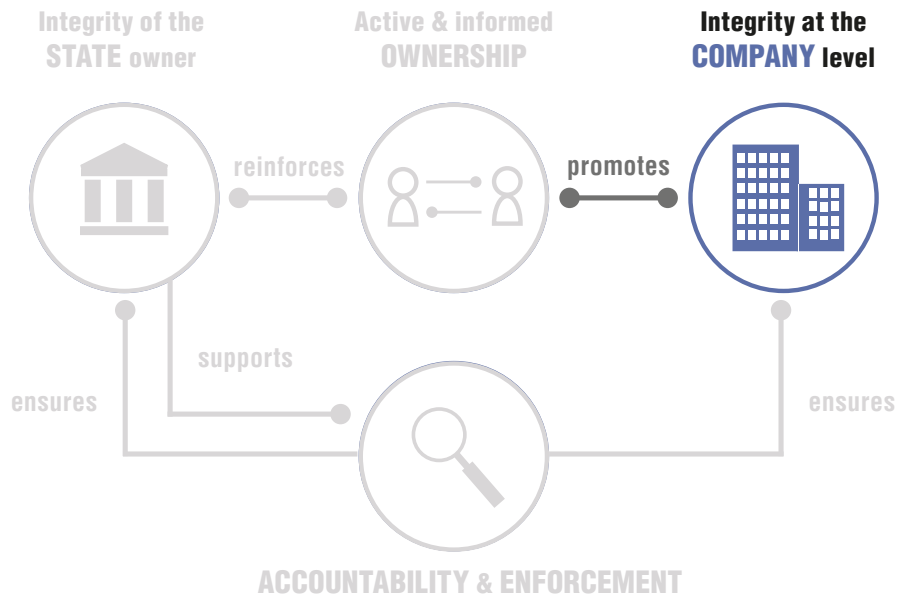 Integrity of the
STATE owner
Active & informed
OWNERSHIP
Integrity at the
COMPANY level
reinforces
promotes
supports
ensures
ensures
ACCOUNTABILITY & ENFORCEMENT